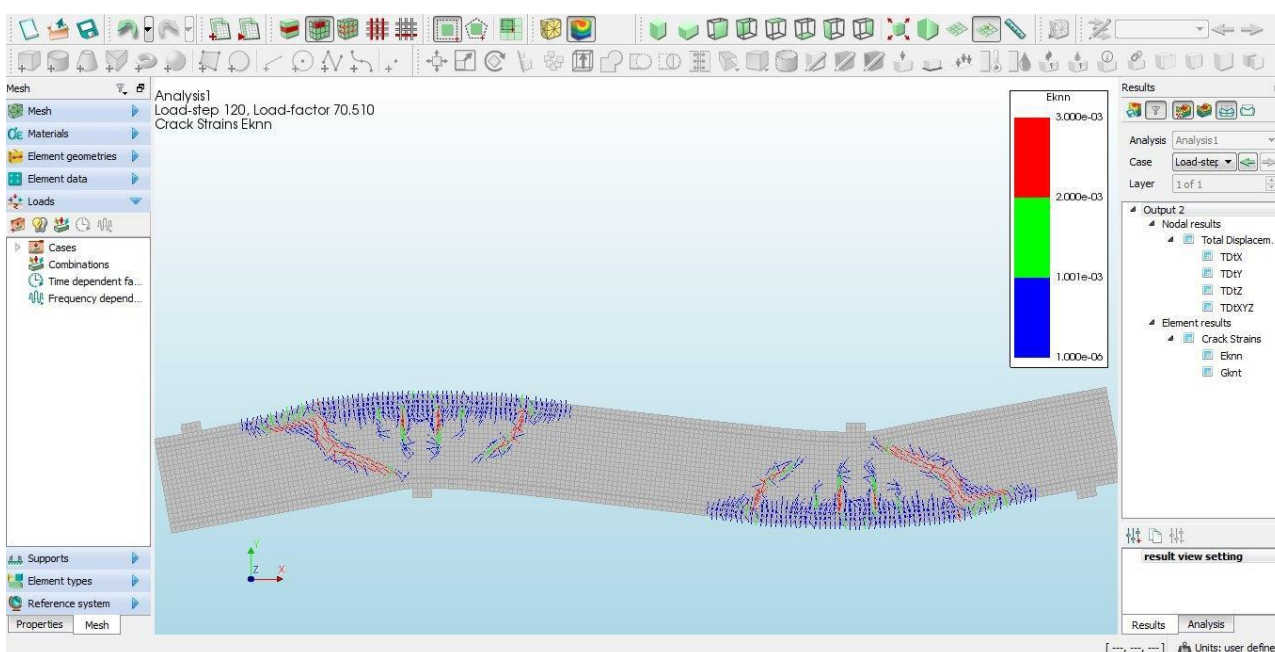 Mesh
Mesh
Materials
Element geometries
Element data
Loads
Cases
Combinations
Time dependent fa...
Frequency depend...
Supports
Element types
Reference system
Properties
Mesh
Analysis1
Load-step 120, Load-factor 70.510
Crack Strains Eknn
Eknn
3.000e-03
2.000e-03
1.001e-03
1.000e-06
Y
Z
X
Results
Analysis
Analysis1
Case
Layer
1 of 1
Output 2
Nodal results
Total Displacem...
TDtX
TDtY
TDtZ
TDtXYZ
Element results
Crack Strains
Eknn
Gknt
result view setting
Results
Analysis
[ ---, ---, --- ]
Units: user define